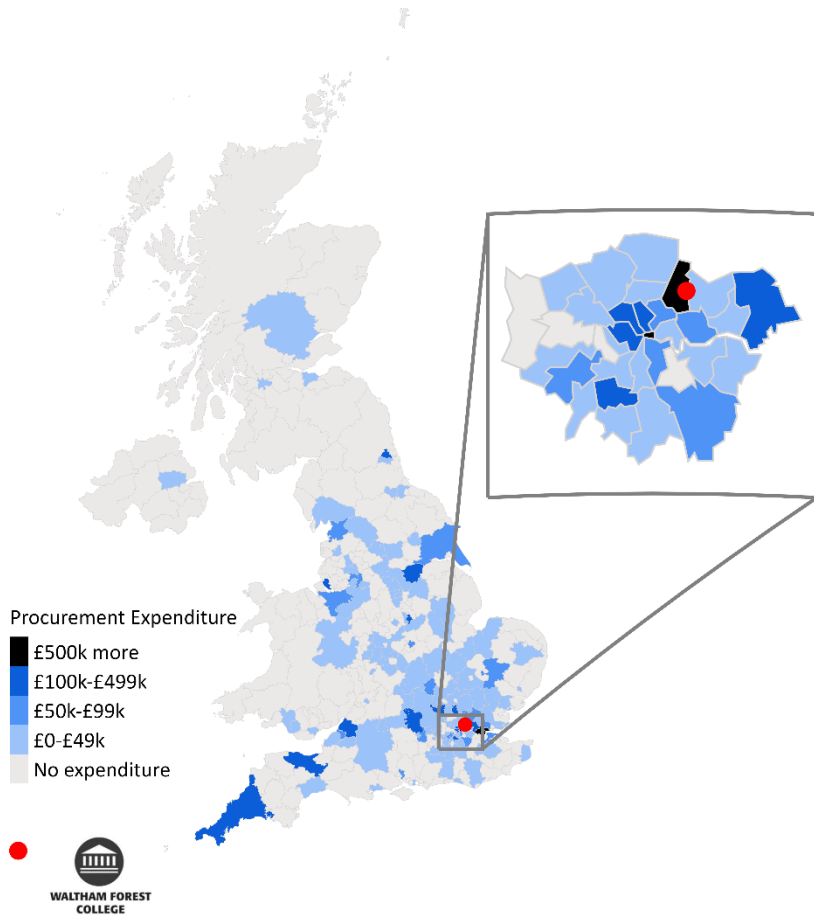 Procurement Expenditure
£500k more
£100k-£499k
£50k-£99k
£0-£49k
No expenditure
WALTHAM FOREST
COLLEGE